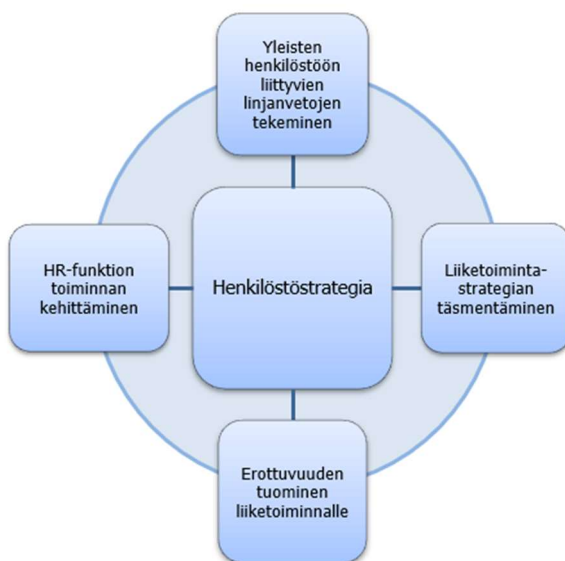 Yleisten
henkilöstöön
liittyvien
linjanvetojen
tekeminen
HR-funktion
toiminnan
kehittäminen
Henkilöstöstrategia
Liiketoiminta-
strategian
täsmentäminen
Erottuvuuden
tuominen
liiketoiminnalle